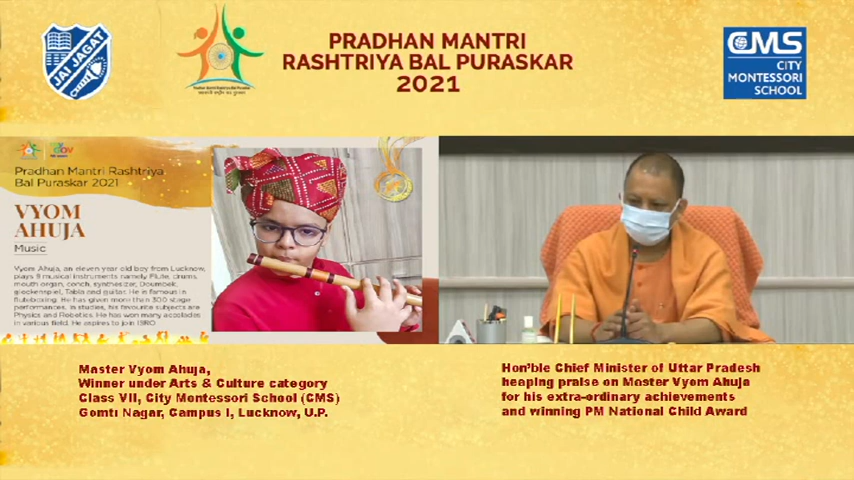 JAI JAGAT
PRADHAN MANTRI
RASHTRIYA BAL PURASKAR
2021
CMS
CITY
MONTESSORI
SCHOOL
Pradhan Mantri Rashtriya
Bal Puraskar 2021
VYOM
AHUJA
Music
Vyom Ahuja, an eleven year old boy from Lucknow,
plays 8 musical instruments namely Flute, drums,
mouth organ, conch, synthesizer, Doumbek,
glockenspiel, Tabla and guitar. He is famous in
fluteboxing. He has given more than 300 stage
performances. In studies, his favourite subjects are
Physics and Robotics. He has won many accolades
in various field. He aspires to join ISRO
Master Vyom Ahuja,
Winner under Arts & Culture category
Class VII, City Montessori School (CMS)
Gomti Nagar, Campus I, Lucknow, U.P.
Hon'ble Chief Minister of Uttar Pradesh
heaping praise on Master Vyom Ahuja
for his extra-ordinary achievements
and winning PM National Child Award